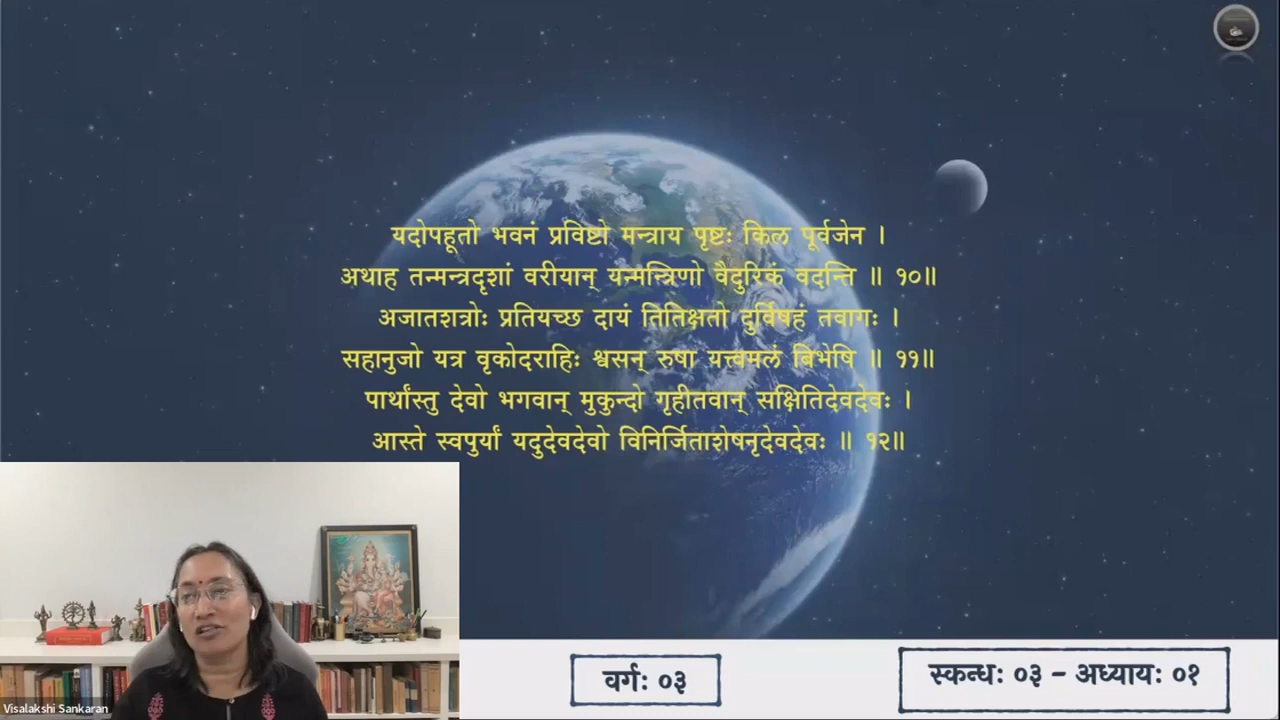 यदोपहूतो भवनं प्रविष्टो मन्त्राय पृष्टः किल पूर्वजेन ।
अथाह तन्मन्त्रदृशां वरीयान् यन्मन्त्रिणो वैदुरिकं वदन्ति ॥ १०॥
अजातशत्रोः प्रतियच्छ दायं तितिक्षतो दुर्विषहं तवागः ।
सहानुजो यत्र वृकोदराहिः श्वसन् रुषा यत्त्वमलं बिभेषि ॥ ११॥
पार्थांस्तु देवो भगवान् मुकुन्दो गृहीतवान् सक्षितिदेवदेवः ।
आस्ते स्वपुर्यां यदुदेवदेवो विनिर्जिताशेषनृदेवदेवः ॥ १२॥
Visalakshi Sankaran
वर्गः ०३
स्कन्धः ०३ - अध्यायः ०१